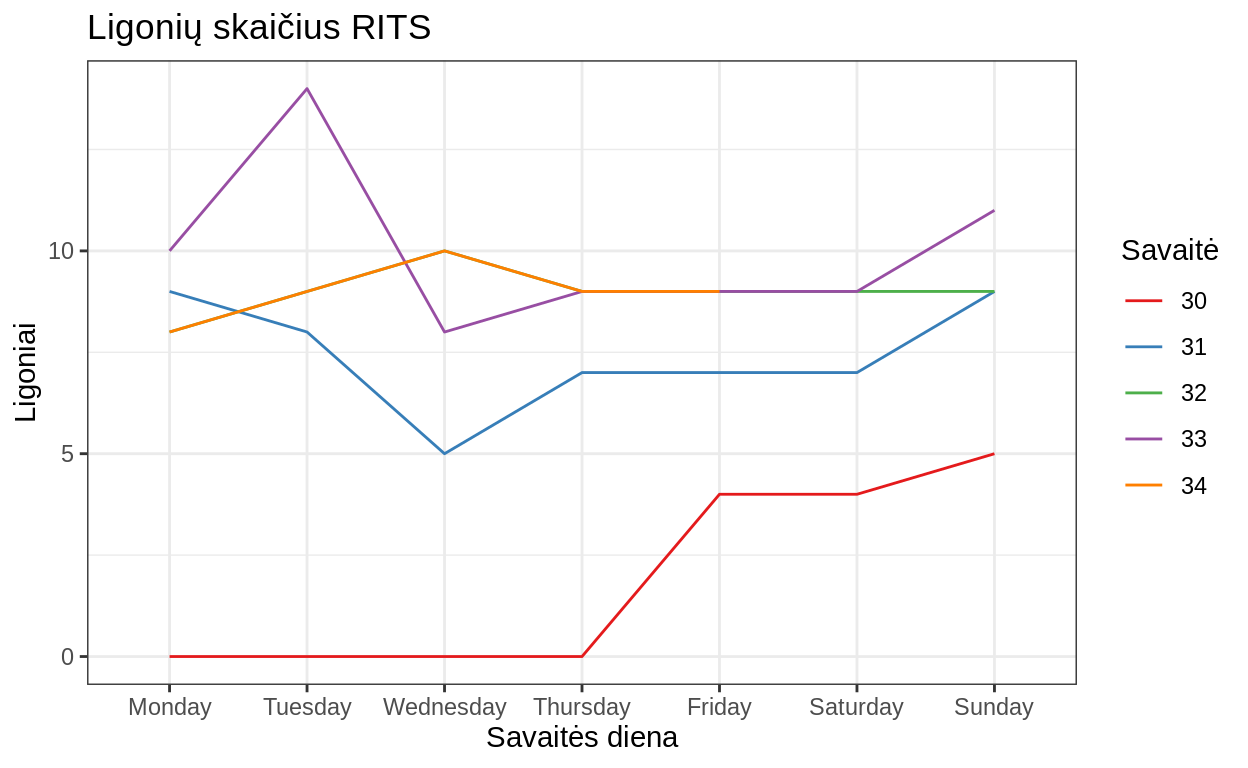 Ligonių skaičius RITS
Ligoniai
10
5
0
Monday Tuesday Wednesday Thursday Friday Saturday Sunday
Savaitės diena
Savaitė
30
31
32
33
34